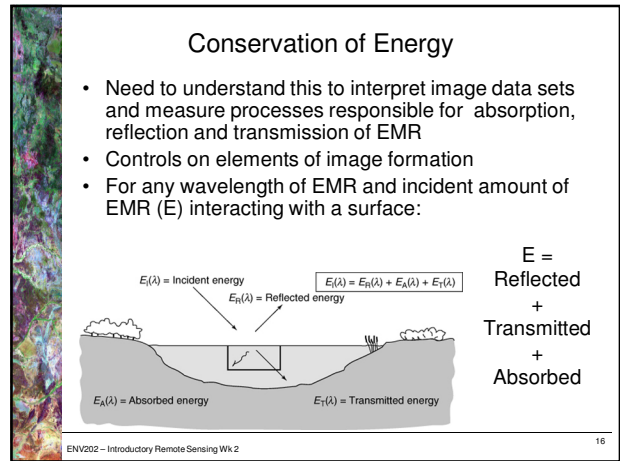 Conservation of Energy
• Need to understand this to interpret image data sets
and measure processes responsible for absorption,
reflection and transmission of EMR
• Controls on elements of image formation
• For any wavelength of EMR and incident amount of
EMR (E) interacting with a surface:
E_I(λ) = Incident energy
E_I(λ) = E_R(λ) + E_A(λ) + E_T(λ)
E_R(λ) = Reflected energy
E_A(λ) = Absorbed energy
E_T(λ) = Transmitted energy
E =
Reflected
+
Transmitted
+
Absorbed
ENV202 – Introductory Remote Sensing Wk 2
16